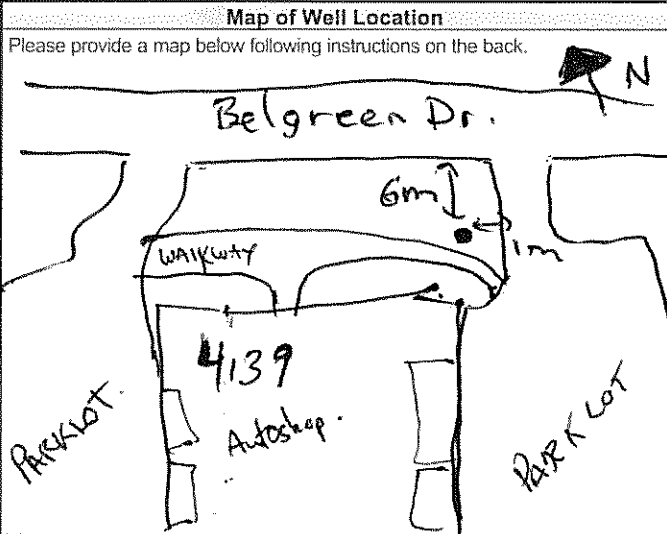 Map of Well Location
Please provide a map below following instructions on the back.
N
Belgreen Dr.
6m
1m
WALKWAY
4139
Autoshop.
PARKLOT.
PARK LOT